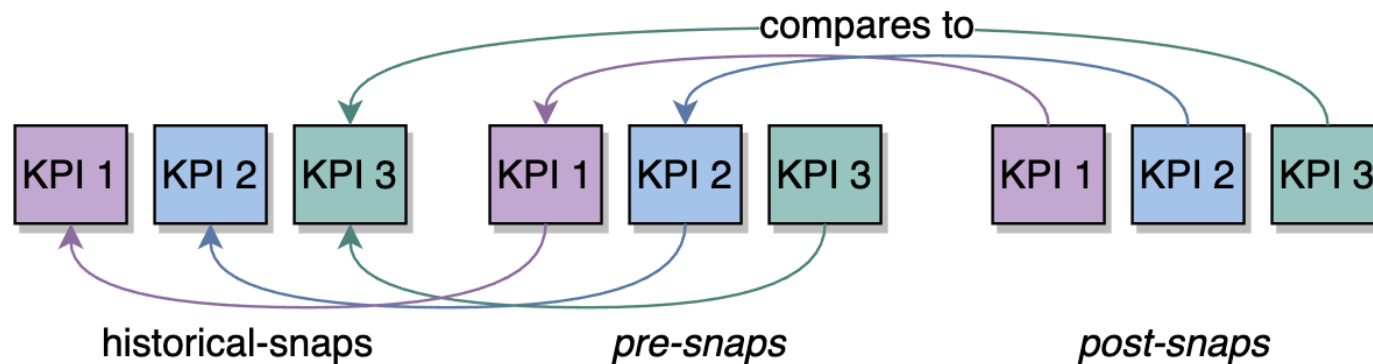 compares to
KPI 1 KPI 2 KPI 3 KPI 1 KPI 2 KPI 3 KPI 1 KPI 2 KPI 3
historical-snaps pre-snaps post-snaps